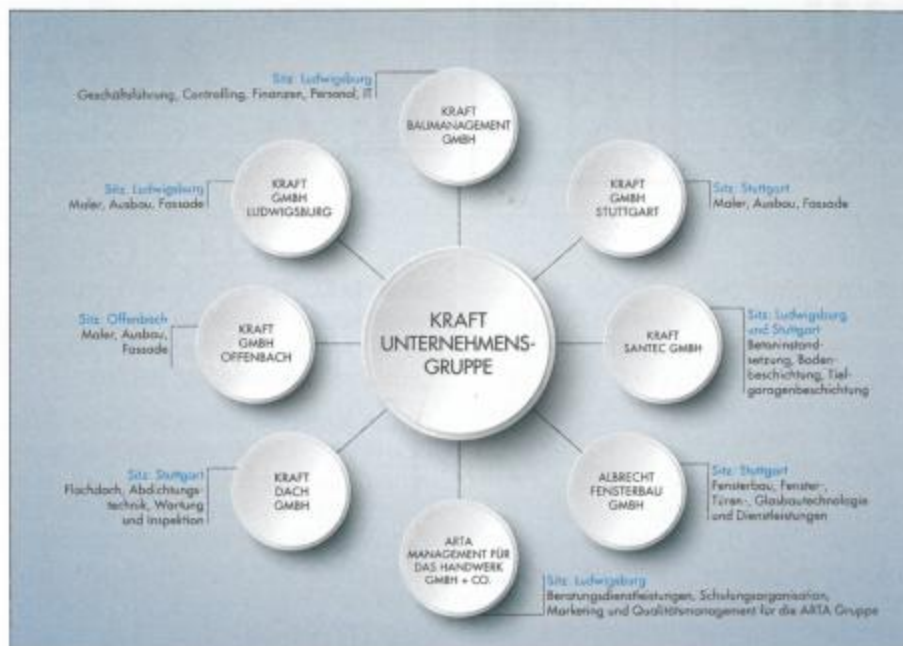 Sitz: Ludwigsburg
Geschäftsführung, Controlling, Finanzen, Personal, IT
KRAFT
BAUMANAGEMENT
GMBH
Sitz: Ludwigsburg
Maler, Ausbau, Fassade
KRAFT
GMBH
LUDWIGSBURG
KRAFT
GMBH
STUTTGART
Sitz: Stuttgart
Maler, Ausbau, Fassade
Sitz: Offenbach
Maler, Ausbau,
Fassade
KRAFT
GMBH
OFFENBACH
KRAFT
UNTERNEHMENS-
GRUPPE
KRAFT
SANTEC GMBH
Sitz: Ludwigsburg
und Stuttgart
Betoninstand-
setzung, Boden-
beschichtung, Tief-
garagenbeschichtung
Sitz: Stuttgart
Flachdach, Abdichtungs-
technik, Wartung
und Inspektion
KRAFT
DACH
GMBH
ALBRECHT
FENSTERBAU
GMBH
Sitz: Stuttgart
Fensterbau, Fenster-,
Türen-, Glasbautechnologie
und Dienstleistungen
ARTA
MANAGEMENT FÜR
DAS HANDWERK
GMBH + CO.
Sitz: Ludwigsburg
Beratungsdienstleistungen, Schulungsorganisation,
Marketing und Qualitätsmanagement für die ARTA Gruppe